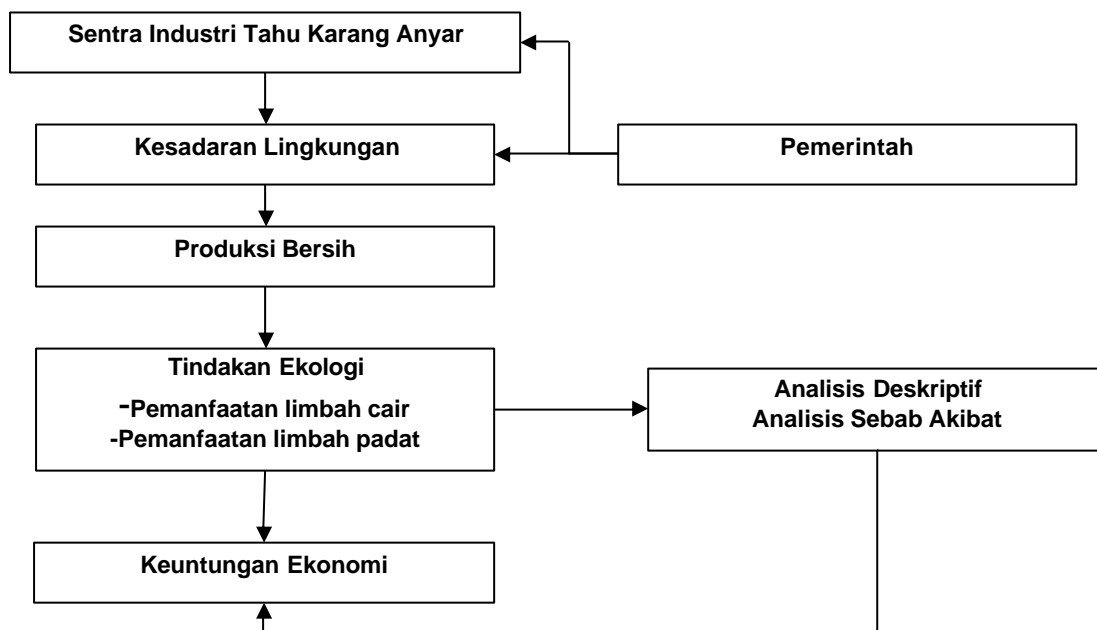 Sentra Industri Tahu Karang Anyar
Kesadaran Lingkungan
Pemerintah
Produksi Bersih
Tindakan Ekologi
-Pemanfaatan limbah cair
-Pemanfaatan limbah padat
Analisis Deskriptif
Analisis Sebab Akibat
Keuntungan Ekonomi